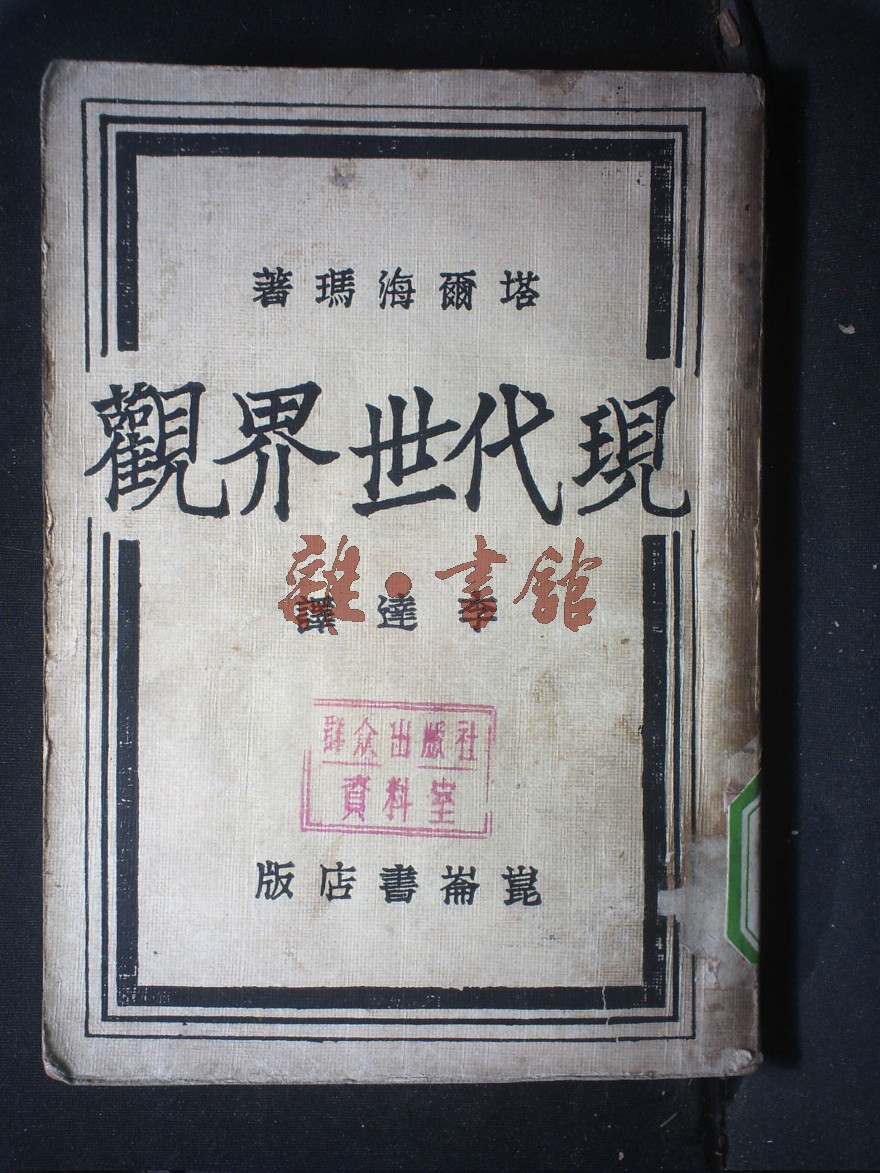 塔爾海瑪著
現代世界觀
雜·書館
李達譯
群众出版社
資料室
崑崙書店版